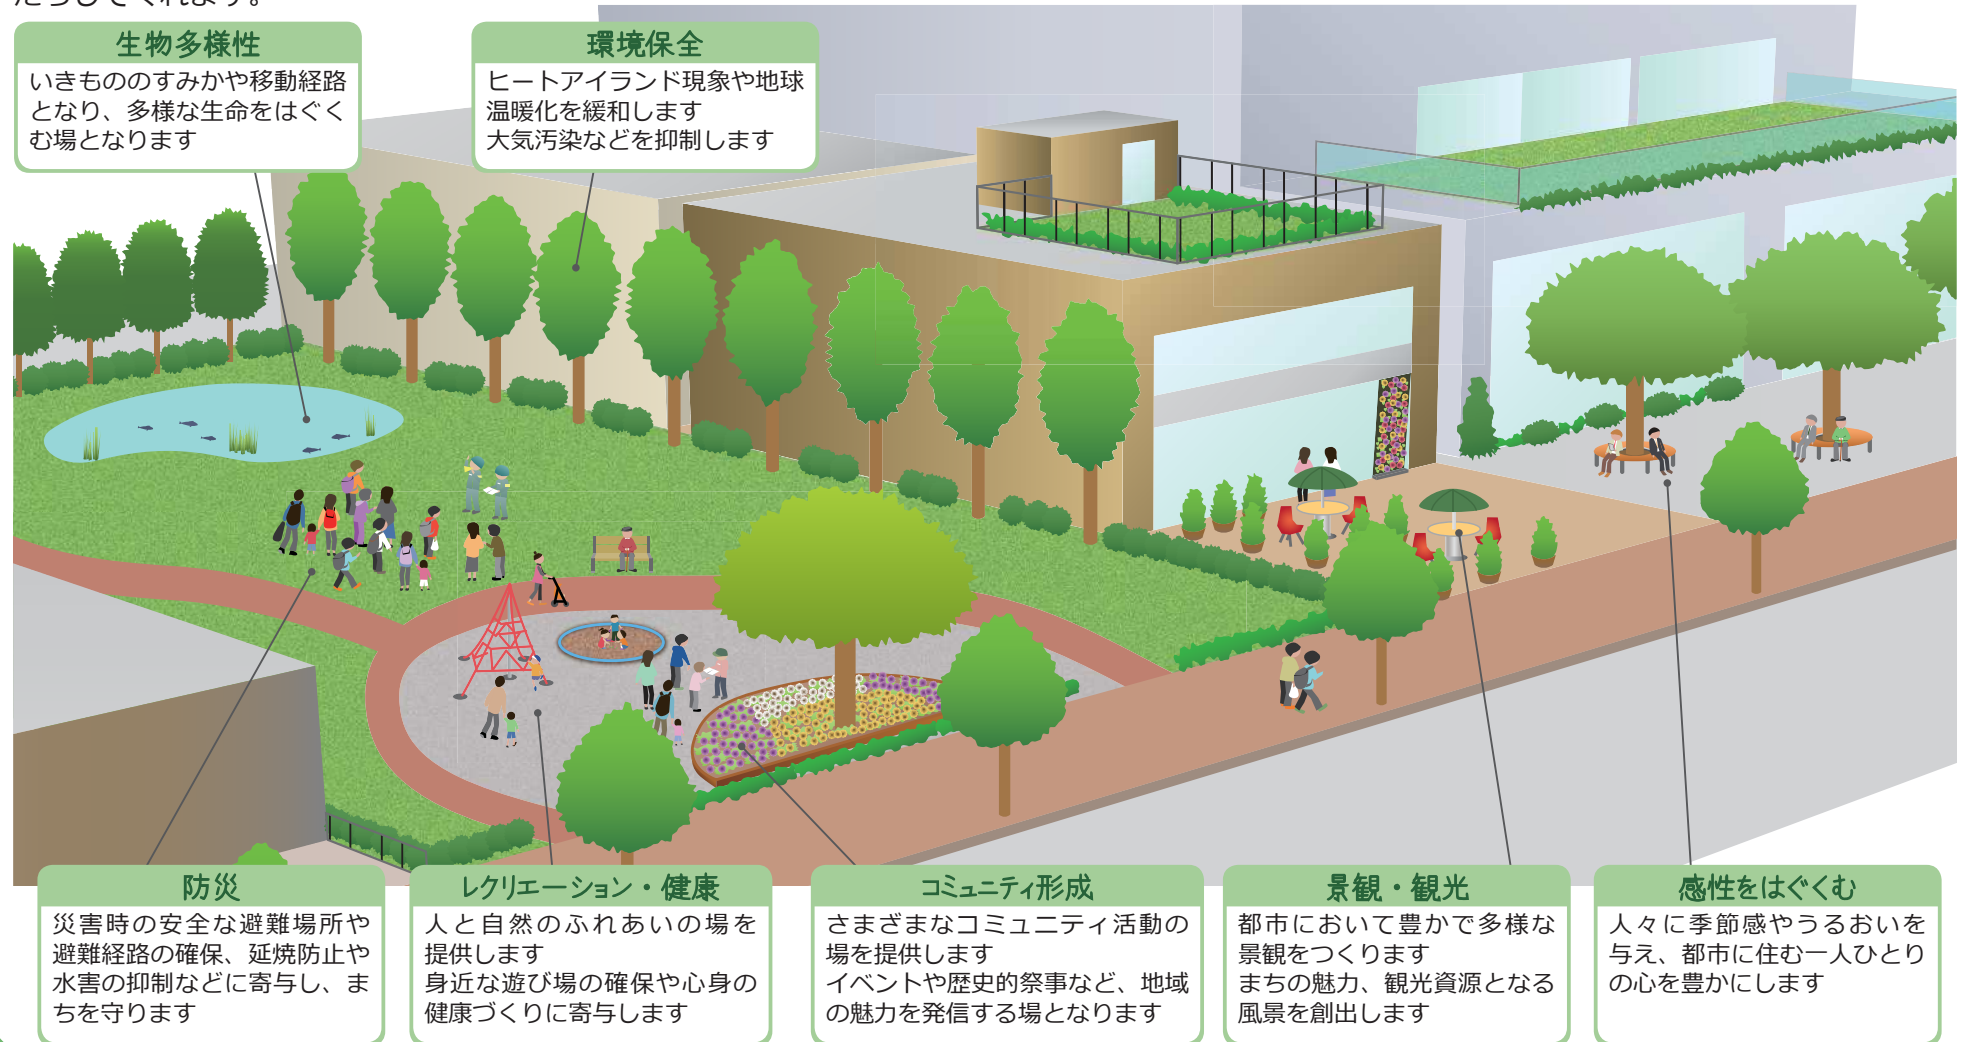 たらしてくれます。
生物多様性
いきもののすみかや移動経路
となり、多様な生命をはぐく
む場となります
環境保全
ヒートアイランド現象や地球
温暖化を緩和します
大気汚染などを抑制します
防災
災害時の安全な避難場所や
避難経路の確保、延焼防止や
水害の抑制などに寄与し、ま
ちを守ります
レクリエーション・健康
人と自然のふれあいの場を
提供します
身近な遊び場の確保や心身の
健康づくりに寄与します
コミュニティ形成
さまざまなコミュニティ活動の
場を提供します
イベントや歴史的祭事など、地域
の魅力を発信する場となります
景観・観光
都市において豊かで多様な
景観をつくります
まちの魅力、観光資源となる
風景を創出します
感性をはぐくむ
人々に季節感やうるおいを
与え、都市に住む一人ひとり
の心を豊かにします